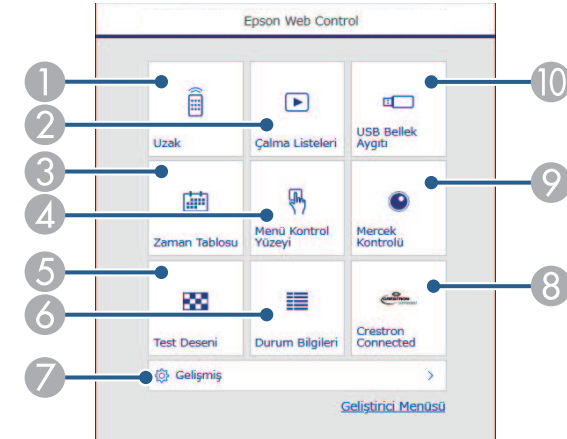 Epson Web Control
1
2
10
Uzak
Çalma Listeleri
USB Bellek
Aygıtı
3
4
9
Zaman Tablosu
Menü Kontrol
Yüzeyi
Mercek
Kontrolü
5
6
8
CRESTRON
Test Deseni
Durum Bilgileri
Crestron
Connected
7
Gelişmiş
Geliştirici Menüsü